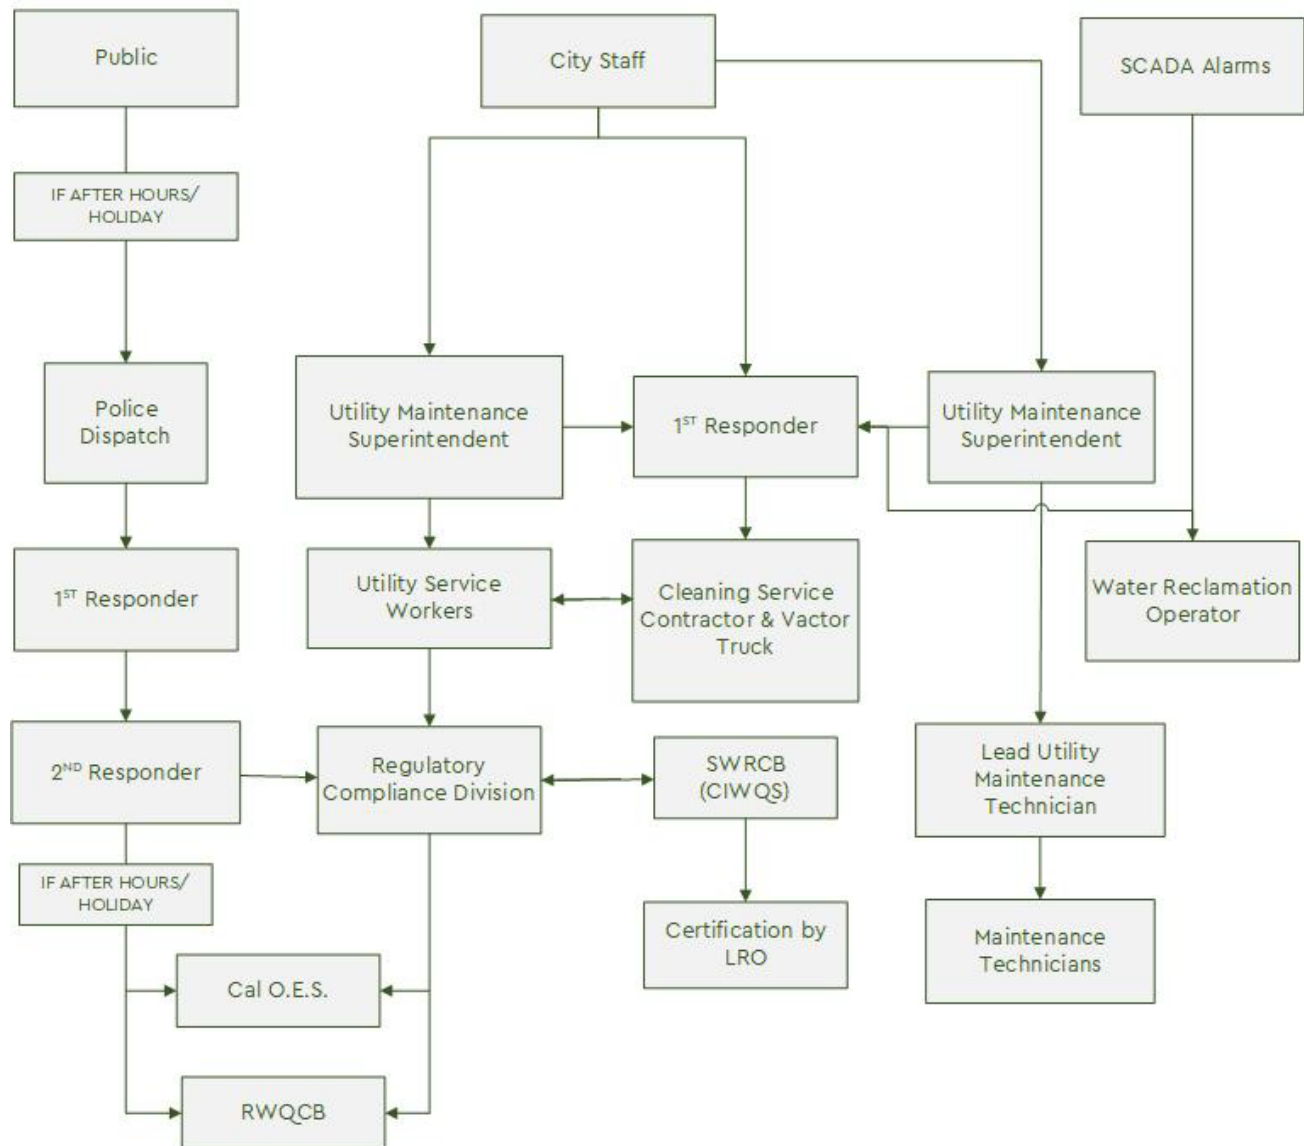 Public
City Staff
SCADA Alarms
IF AFTER HOURS/
HOLIDAY
Police
Dispatch
Utility Maintenance
Superintendent
1ST Responder
Utility Maintenance
Superintendent
1ST Responder
Utility Service
Workers
Cleaning Service
Contractor & Vactor
Truck
Water Reclamation
Operator
2ND Responder
Regulatory
Compliance Division
SWRCB
(CIWQS)
Lead Utility
Maintenance
Technician
IF AFTER HOURS/
HOLIDAY
Certification by
LRO
Maintenance
Technicians
Cal O.E.S.
RWQCB